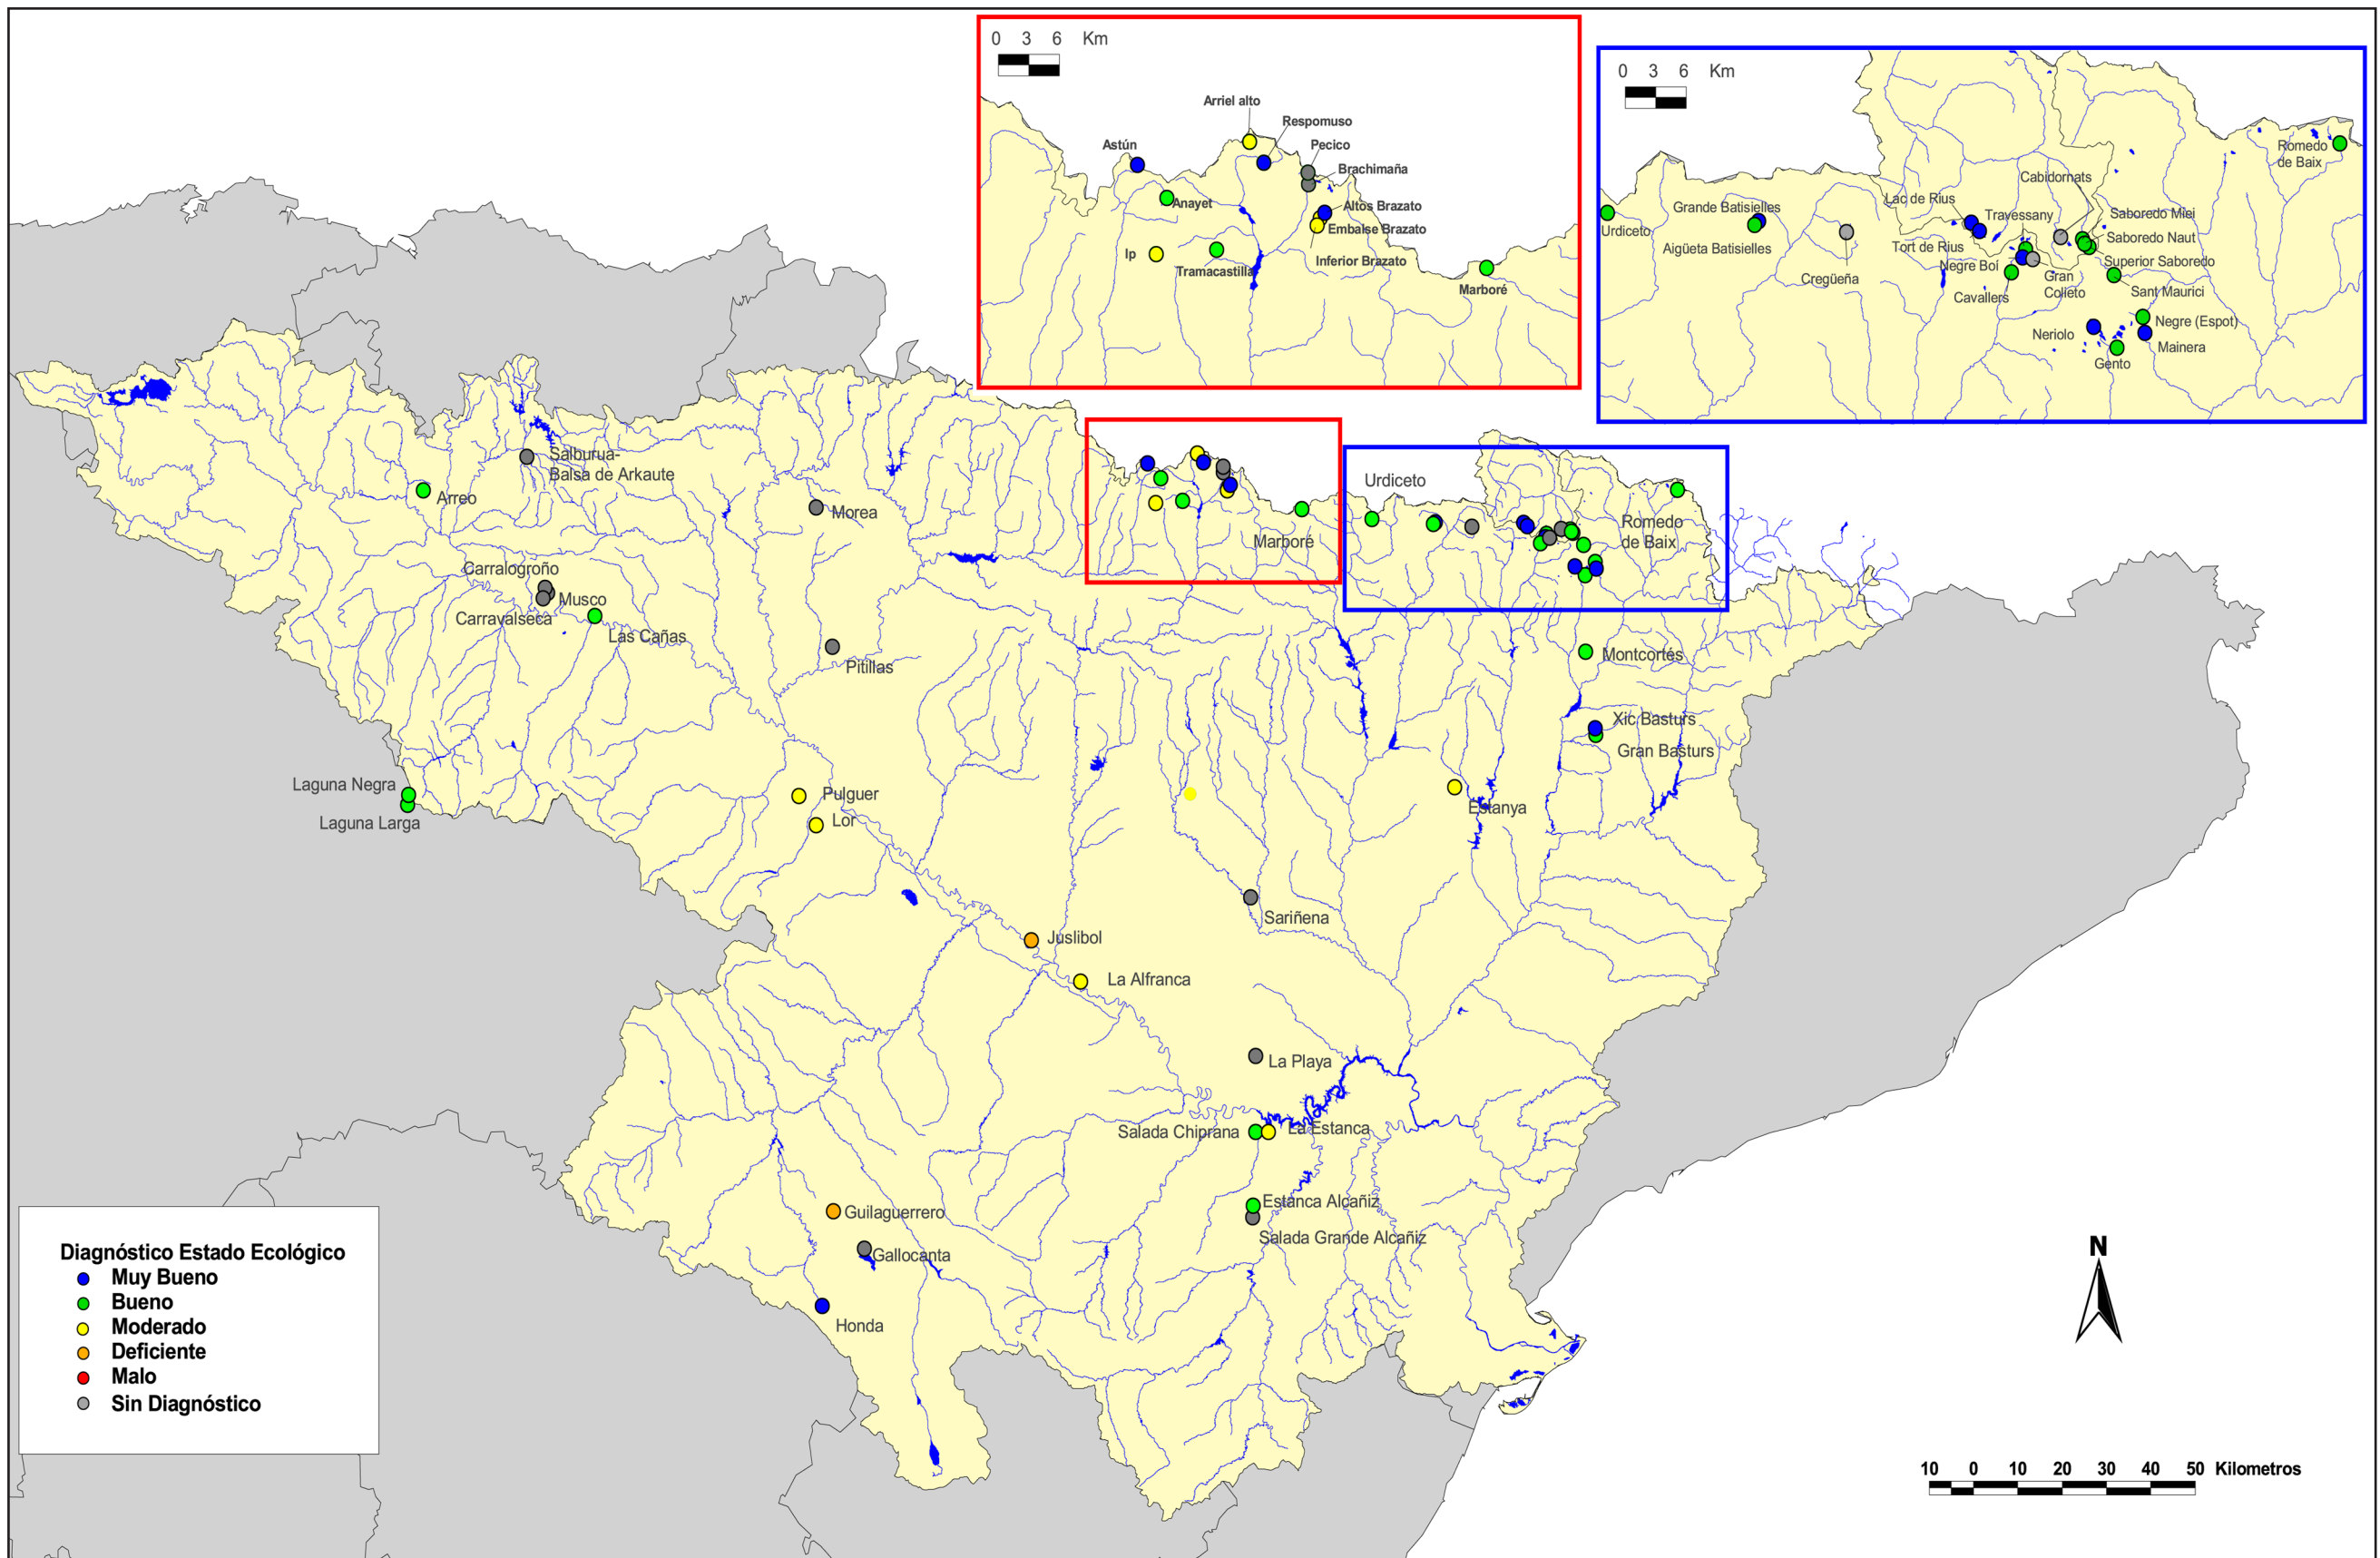 0 3 6 Km
Arriel alto
Respomuso
Astún
Pecico
Brachimaña
Anayet
Altos Brazato
Embalse Brazato
Ip
Inferior Brazato
Tramacastilla
Marboré
0 3 6 Km
Romedo
de Baix
Cabidornats
Lac de Rius
Grande Batisielles
Travessany
Saboredo Miei
Urdiceto
Saboredo Naut
Aigüeta Batisielles
Tort de Rius
Superior Saboredo
Negre Boí
Cregüeña
Gran
Colieto
Sant Maurici
Cavallers
Negre (Espot)
Neriolo
Mainera
Gento
Salburua-
Balsa de Arkaute
Arreo
Urdiceto
Morea
Romedo
de Baix
Marboré
Carralogroño
Musco
Carravalseca
Las Cañas
Pitillas
Montcortés
Xic Basturs
Gran Basturs
Laguna Negra
Laguna Larga
Pulguer
Lor
Estanya
Sariñena
Juslibol
La Alfranca
La Playa
Salada Chiprana
La Estanca
Estanca Alcañiz
Salada Grande Alcañiz
Guilaguerrero
Gallocanta
Honda
Diagnóstico Estado Ecológico
Muy Bueno
Bueno
Moderado
Deficiente
Malo
Sin Diagnóstico
N
10 0 10 20 30 40 50 Kilometros